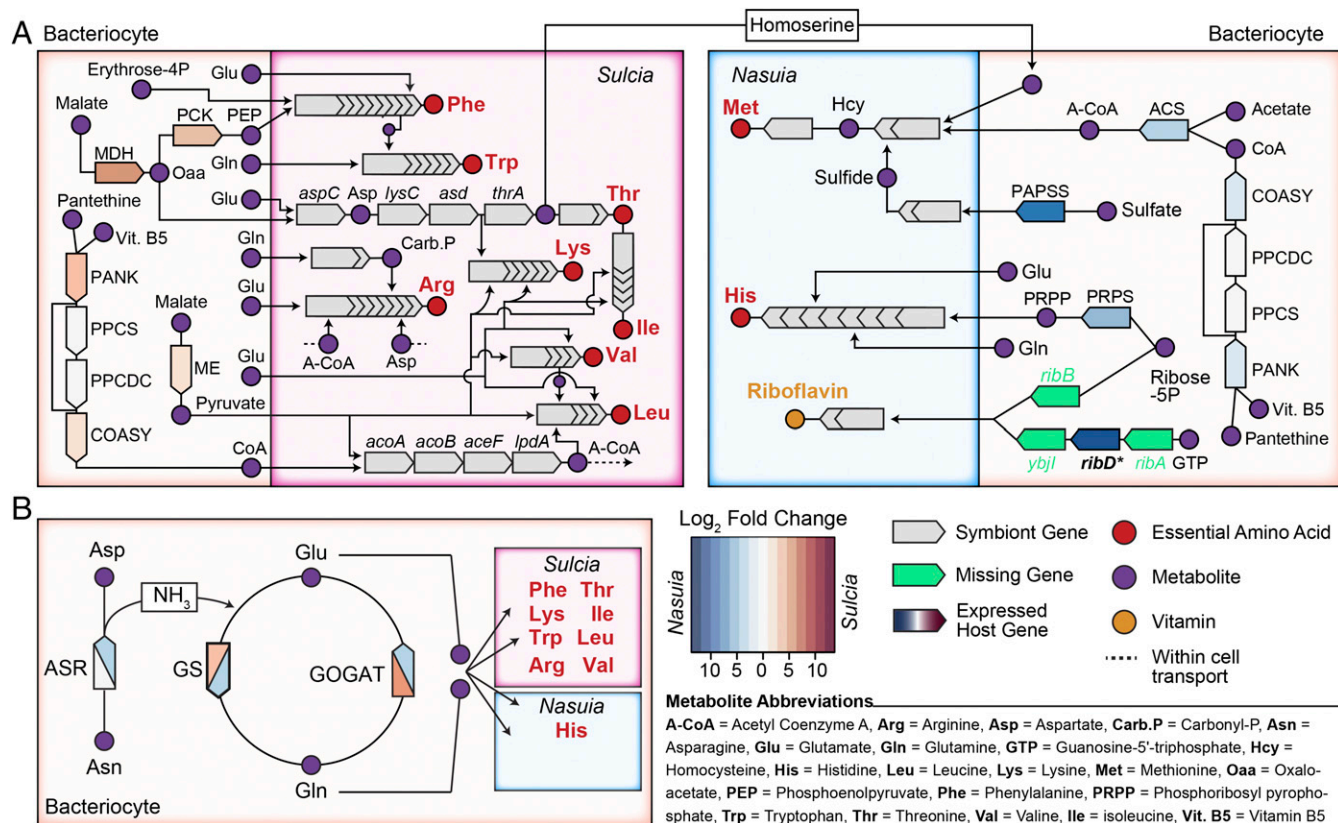 A
Bacteriocyte
Homoserine
Bacteriocyte
Erythrose-4P
Glu
Sulcia
Nasuia
Malate
PCK
PEP
Phe
Met
Hcy
A-CoA
ACS
Acetate
MDH
Oaa
Gln
Trp
CoA
Sulfide
Pantethine
Glu
aspC
Asp
lysC
asd
thrA
Thr
PAPSS
Sulfate
COASY
Vit. B5
Gln
Carb.P
Lys
PPCDC
PANK
Glu
Arg
His
Glu
PRPP
PRPS
PPCS
Malate
PPCS
Ile
Gln
A-CoA
Asp
Val
ME
Glu
Ribose
-5P
PANK
PPCDC
ribB
Riboflavin
Pyruvate
Leu
Vit. B5
COASY
acoA
acoB
aceF
lpdA
A-CoA
Pantethine
CoA
ybjI
ribD*
ribA
GTP
B
Asp
Glu
Sulcia
Phe Thr
Lys Ile
Trp Leu
Arg Val
NH3
ASR
GS
GOGAT
Nasuia
His
Asn
Gln
Bacteriocyte
Log2 Fold Change
Nasuia
Sulcia
10 5 0 5 10
Symbiont Gene
Missing Gene
Expressed
Host Gene
Essential Amino Acid
Metabolite
Vitamin
Within cell
transport
Metabolite Abbreviations
A-CoA = Acetyl Coenzyme A, Arg = Arginine, Asp = Aspartate, Carb.P = Carbonyl-P, Asn =
Asparagine, Glu = Glutamate, Gln = Glutamine, GTP = Guanosine-5'-triphosphate, Hcy =
Homocysteine, His = Histidine, Leu = Leucine, Lys = Lysine, Met = Methionine, Oaa = Oxalo-
acetate, PEP = Phosphoenolpyruvate, Phe = Phenylalanine, PRPP = Phosphoribosyl pyropho-
sphate, Trp = Tryptophan, Thr = Threonine, Val = Valine, Ile = isoleucine, Vit. B5 = Vitamin B5